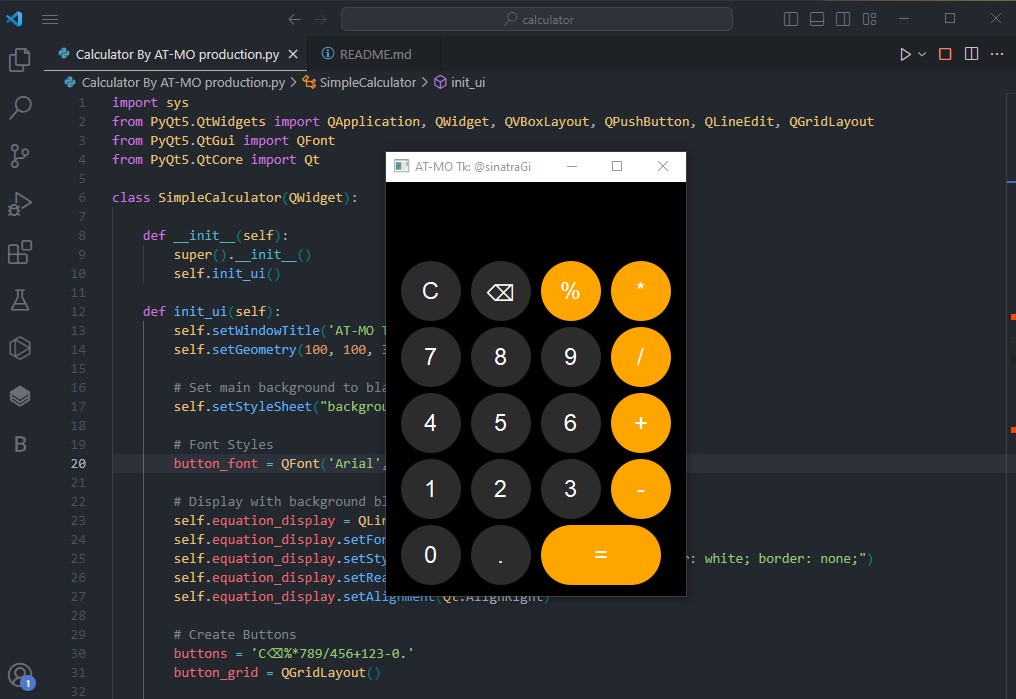 calculator
Calculator By AT-MO production.py
README.md
Calculator By AT-MO production.py > SimpleCalculator > init_ui
1 import sys
2 from PyQt5.QtWidgets import QApplication, QWidget, QVBoxLayout, QPushButton, QLineEdit, QGridLayout
3 from PyQt5.QtGui import QFont
4 from PyQt5.QtCore import Qt
5
6 class SimpleCalculator(QWidget):
7
8 def __init__(self):
9 super().__init__()
10 self.init_ui()
11
12 def init_ui(self):
13 self.setWindowTitle('AT-MO
14 self.setGeometry(100, 100,
15
16 # Set main background to bla
17 self.setStyleSheet("backgrou
18
19 # Font Styles
20 button_font = QFont('Arial',
21
22 # Display with background bl
23 self.equation_display = QLin
24 self.equation_display.setFon
25 self.equation_display.setSty r: white; border: none;")
26 self.equation_display.setRea
27 self.equation_display.setAlignment(Qt.AlignRight)
28
29 # Create Buttons
30 buttons = 'C⌫%*789/456+123-0.'
31 button_grid = QGridLayout()
32
AT-MO Tk: @sinatraGi
C ⌫ % *
7 8 9 /
4 5 6 +
1 2 3 -
0 . =
B
1